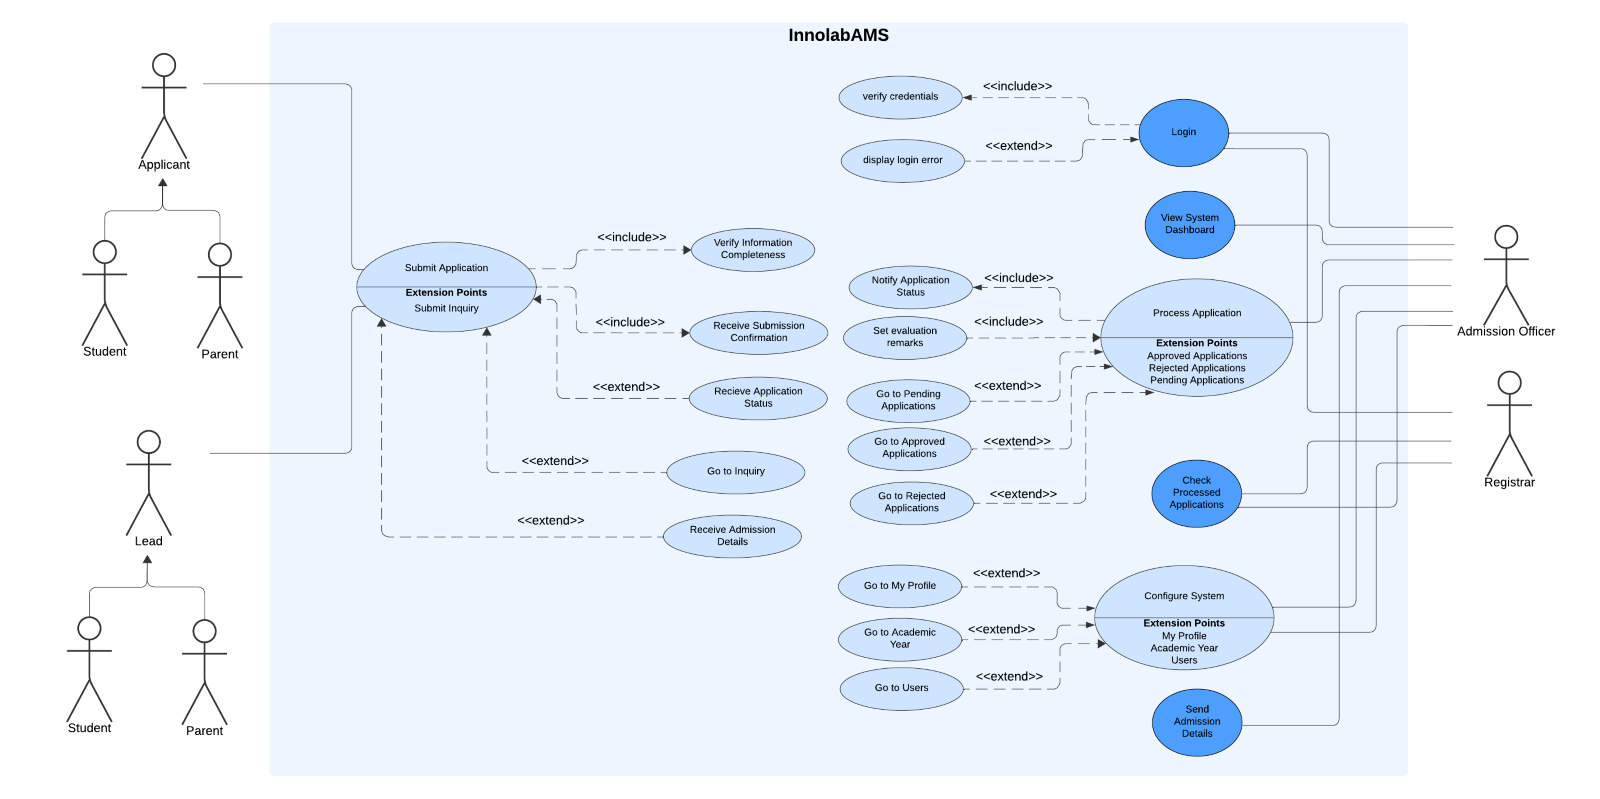 InnolabAMS
Applicant
Student
Parent
Lead
Student
Parent
Submit Application
Extension Points
Submit Inquiry
<<include>>
Verify Information
Completeness
<<include>>
Receive Submission
Confirmation
<<extend>>
Recieve Application
Status
<<extend>>
Go to Inquiry
<<extend>>
Receive Admission
Details
verify credentials
<<include>>
display login error
<<extend>>
Login
View System
Dashboard
Notify Application
Status
<<include>>
Set evaluation
remarks
<<include>>
Go to Pending
Applications
<<extend>>
Go to Approved
Applications
<<extend>>
Go to Rejected
Applications
<<extend>>
Process Application
Extension Points
Approved Applications
Rejected Applications
Pending Applications
Check
Processed
Applications
Go to My Profile
<<extend>>
Go to Academic
Year
<<extend>>
Go to Users
<<extend>>
Configure System
Extension Points
My Profile
Academic Year
Users
Send
Admission
Details
Admission Officer
Registrar